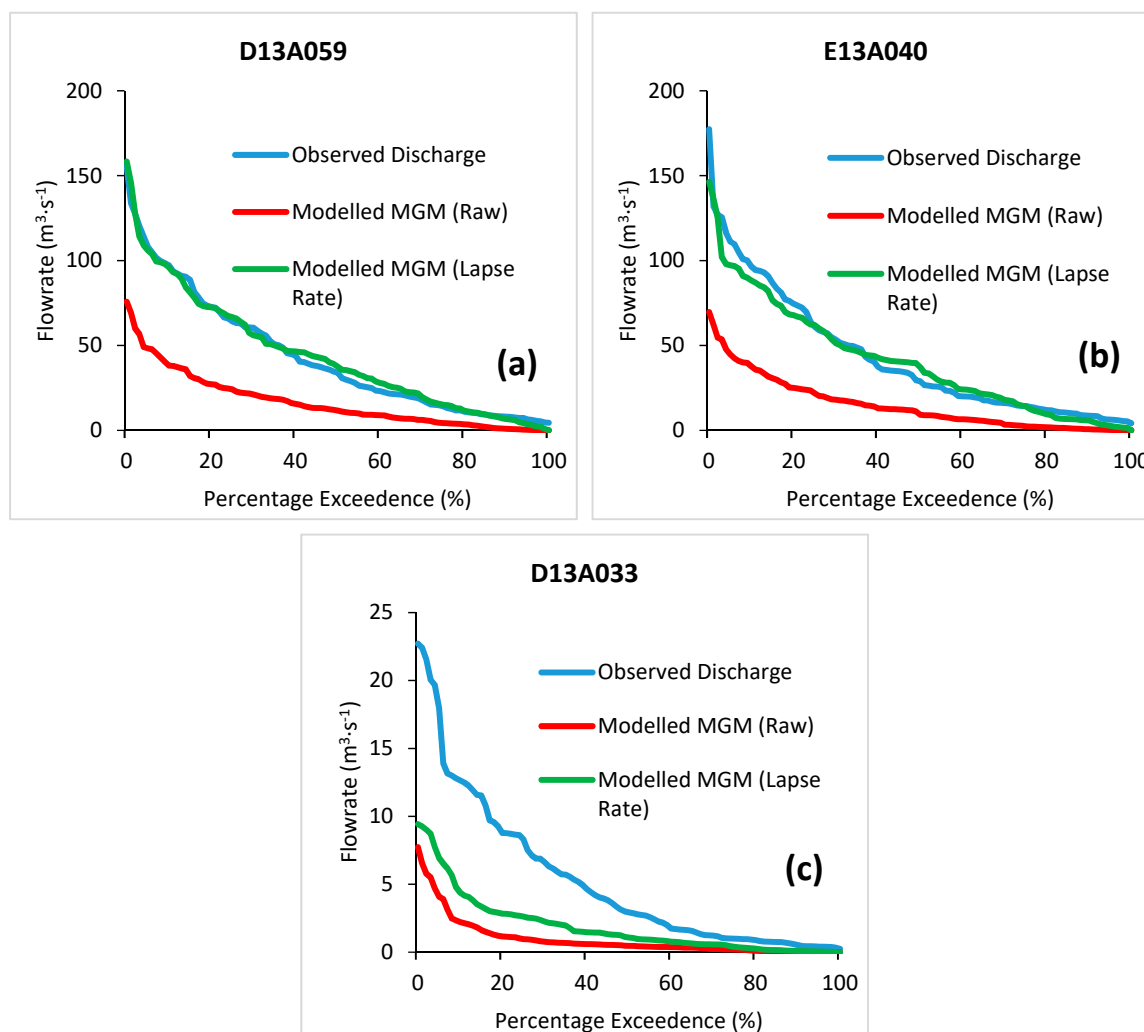 D13A059
200
150
100
50
0
Flowrate (m³·s⁻¹)
Observed Discharge
Modelled MGM (Raw)
Modelled MGM (Lapse
Rate)
(a)
0 20 40 60 80 100
Percentage Exceedence (%)
E13A040
200
150
100
50
0
Flowrate (m³·s⁻¹)
Observed Discharge
Modelled MGM (Raw)
Modelled MGM (Lapse
Rate)
(b)
0 20 40 60 80 100
Percentage Exceedence (%)
D13A033
25
20
15
10
5
0
Flowrate (m³·s⁻¹)
Observed Discharge
Modelled MGM (Raw)
Modelled MGM (Lapse
Rate)
(c)
0 20 40 60 80 100
Percentage Exceedence (%)